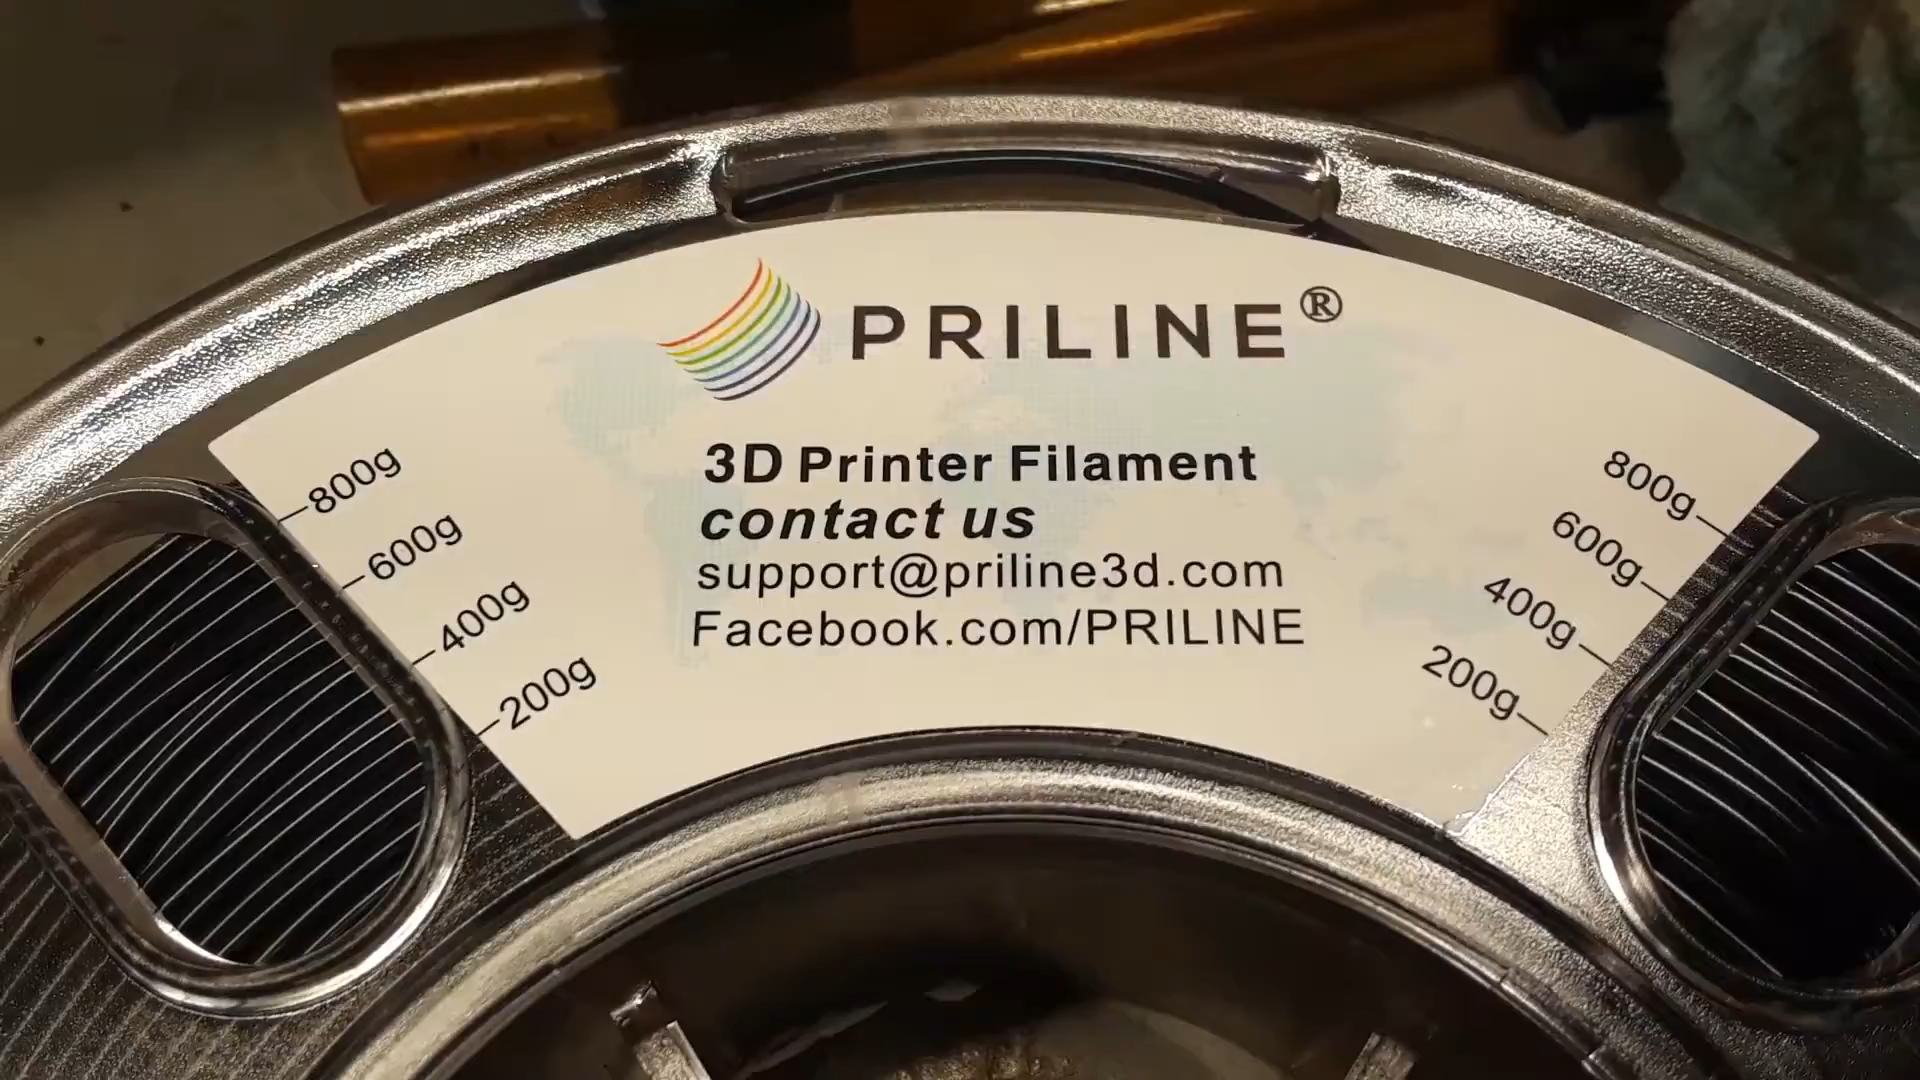 PRILINE®
3D Printer Filament
contact us
support@priline3d.com
Facebook.com/PRILINE
800g
600g
400g
200g
800g
600g
400g
200g